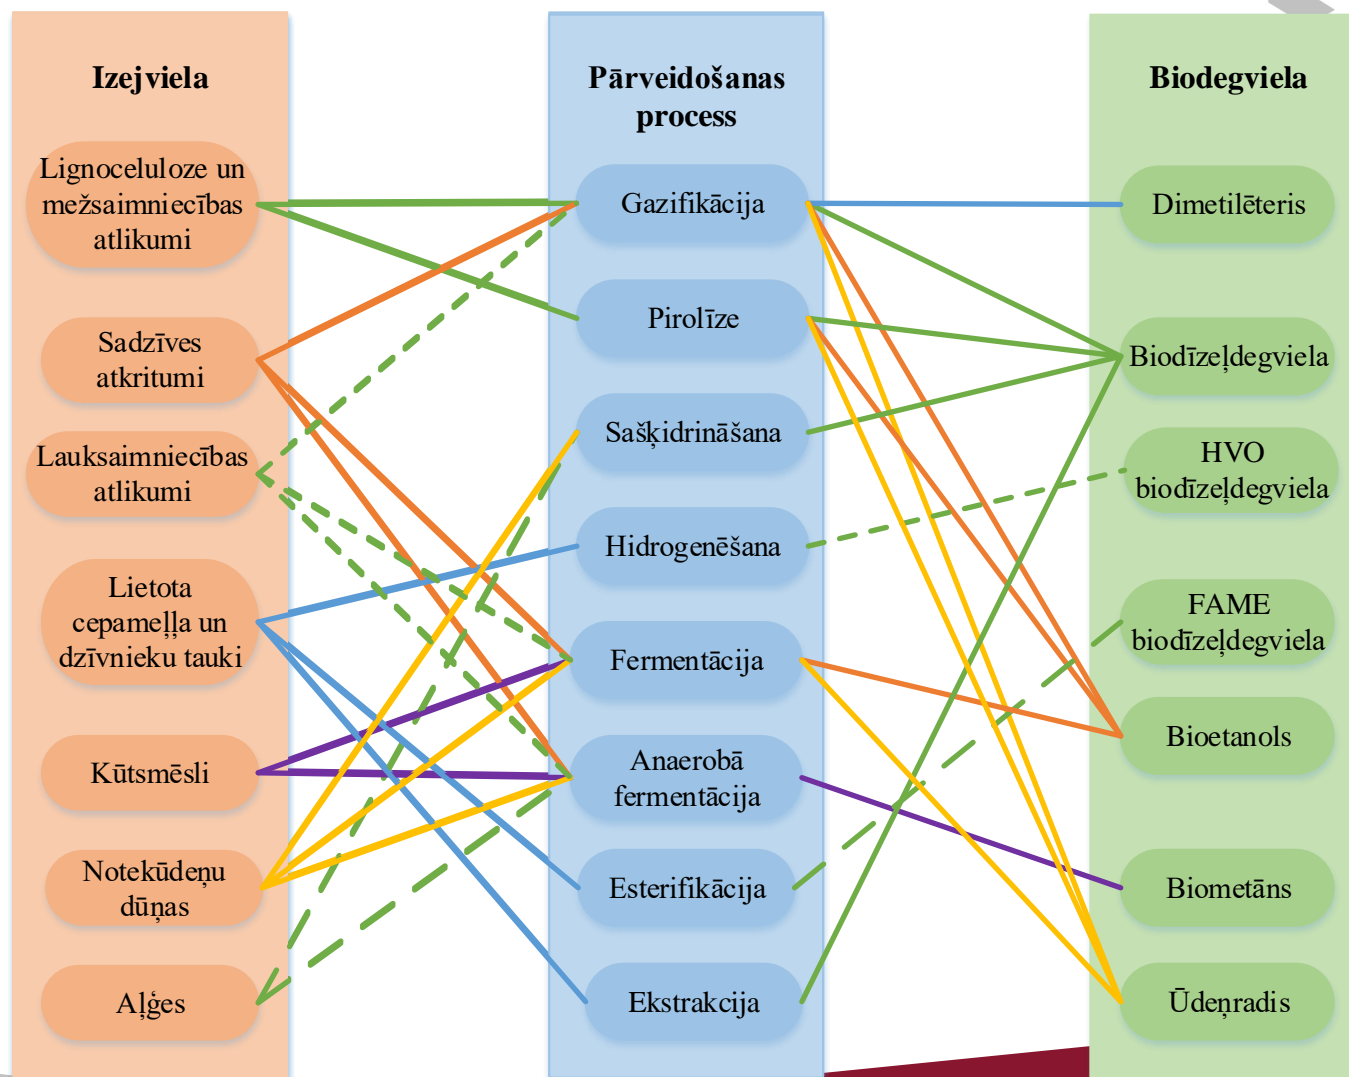 Izejviela
Lignoceluloze un
mežsaimniecības
atlikumi
Sadzīves
atkritumi
Lauksaimniecības
atlikumi
Lietota
cepameļļa un
dzīvnieku tauki
Kūtsmēsli
Notekūdeņu
dūņas
Aļģes
Pārveidošanas
process
Gazifikācija
Pirolīze
Sašķidrināšana
Hidrogenēšana
Fermentācija
Anaerobā
fermentācija
Esterifikācija
Ekstrakcija
Biodegviela
Dimetilēteris
Biodīzeļdegviela
HVO
biodīzeļdegviela
FAME
biodīzeļdegviela
Bioetanols
Biometāns
Ūdeņradis